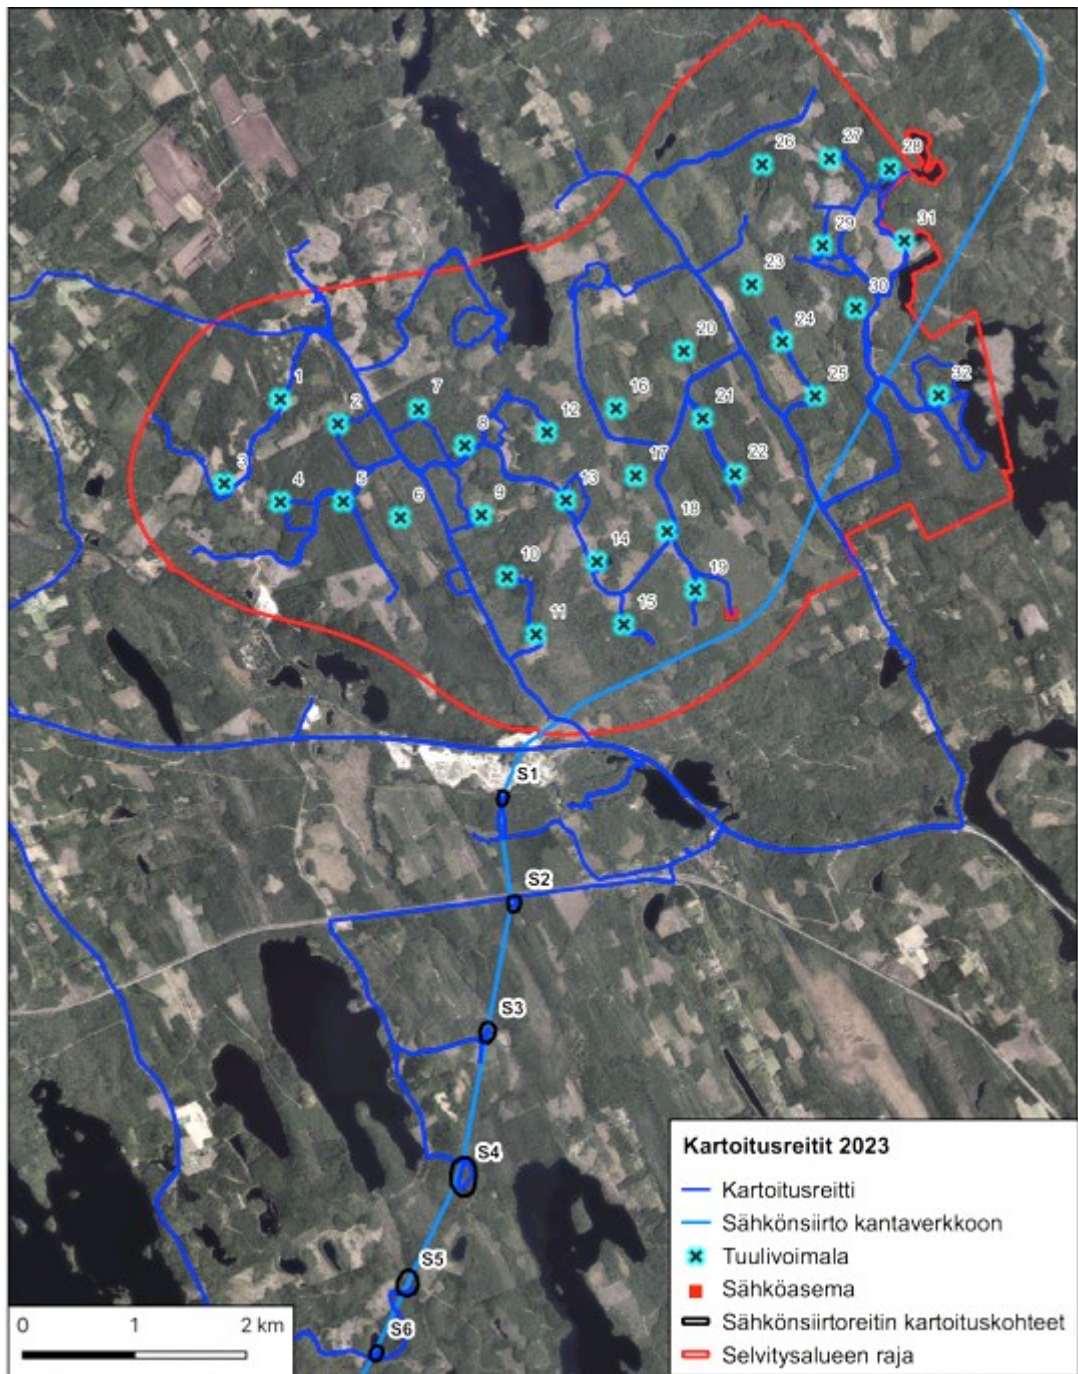 26
27
28
29
31
23
30
20
24
1
7
16
25
32
2
8
12
21
3
4
5
6
9
13
17
22
10
14
18
11
15
19
S1
S2
S3
S4
S5
S6
0 1 2 km
Kartoitusreitit 2023
Kartoitusreitti
Sähkönsiirto kantaverkkoon
Tuulivoimala
Sähköasema
Sähkönsiirtoreitin kartoituskohteet
Selvitysalueen raja